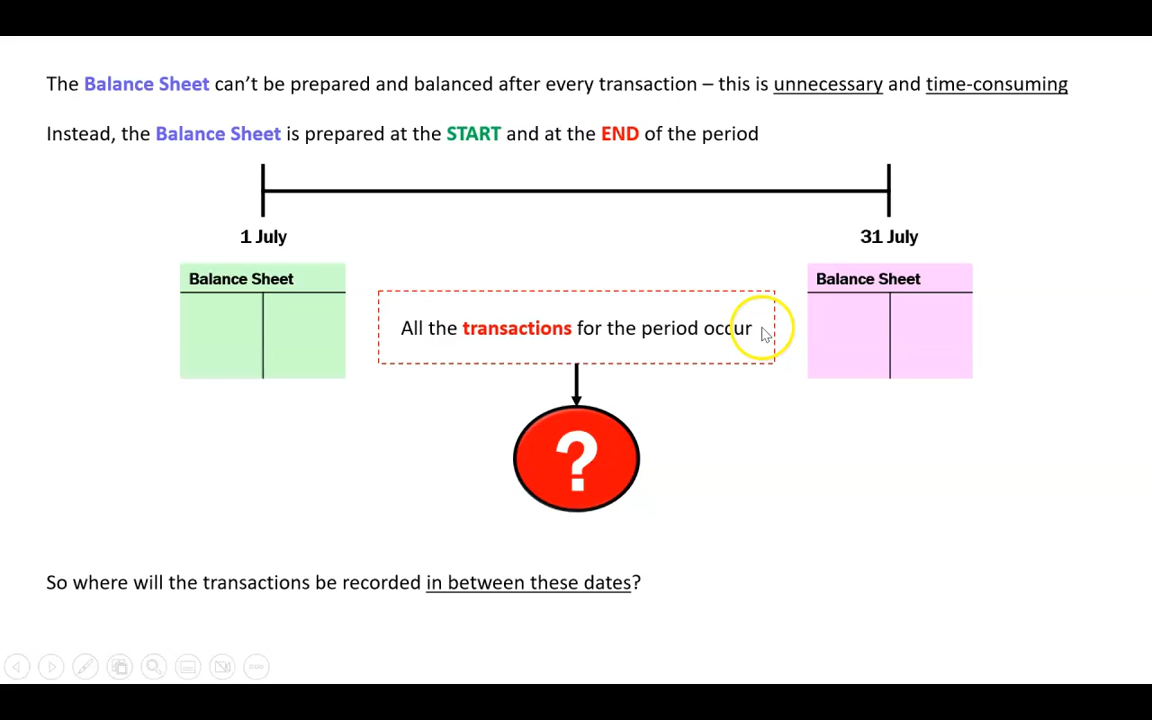 The Balance Sheet can’t be prepared and balanced after every transaction – this is unnecessary and time-consuming
Instead, the Balance Sheet is prepared at the START and at the END of the period
1 July
31 July
Balance Sheet
Balance Sheet
All the transactions for the period occur
?
So where will the transactions be recorded in between these dates?